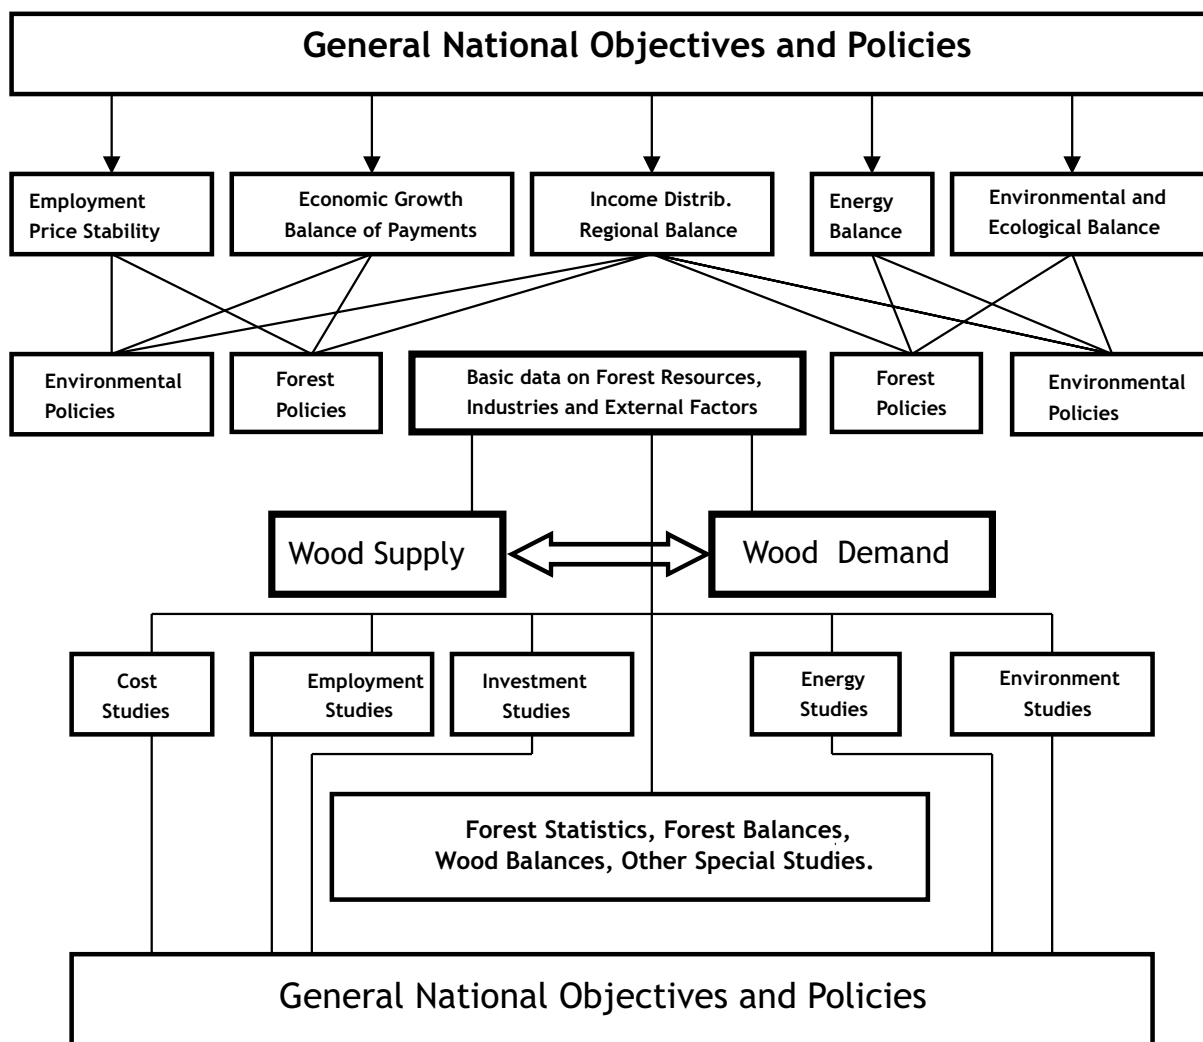 General National Objectives and Policies
Employment
Price Stability
Economic Growth
Balance of Payments
Income Distrib.
Regional Balance
Energy
Balance
Environmental and
Ecological Balance
Environmental
Policies
Forest
Policies
Basic data on Forest Resources,
Industries and External Factors
Forest
Policies
Environmental
Policies
Wood Supply
Wood Demand
Cost
Studies
Employment
Studies
Investment
Studies
Energy
Studies
Environment
Studies
Forest Statistics, Forest Balances,
Wood Balances, Other Special Studies.
General National Objectives and Policies